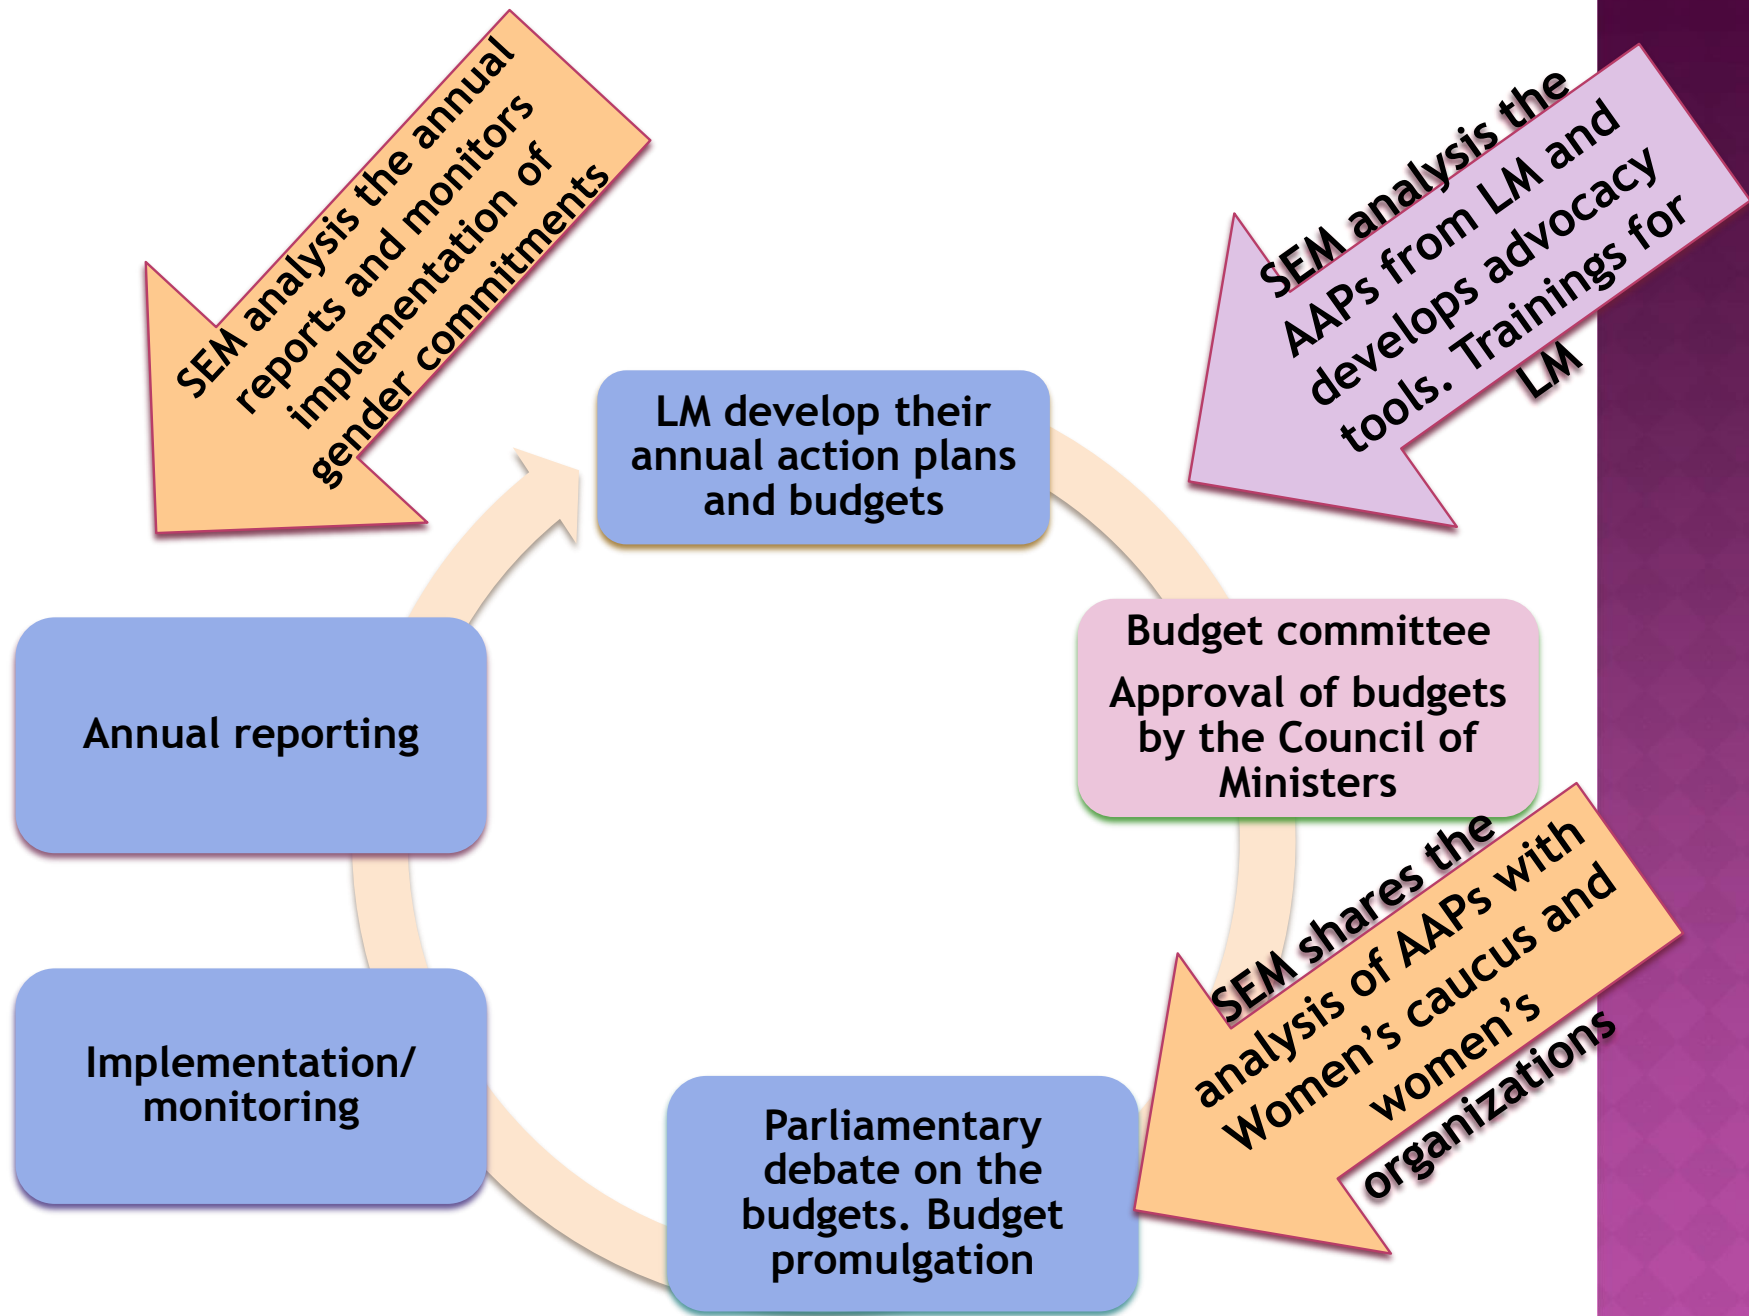 SEM analysis the annual
reports and monitors
implementation of
gender commitments
SEM analysis the
AAPs from LM and
develops advocacy
tools. Trainings for
LM
LM develop their
annual action plans
and budgets
Budget committee
Approval of budgets
by the Council of
Ministers
SEM shares the
analysis of AAPs with
Women’s caucus and
women’s
organizations
Parliamentary
debate on the
budgets. Budget
promulgation
Implementation/
monitoring
Annual reporting